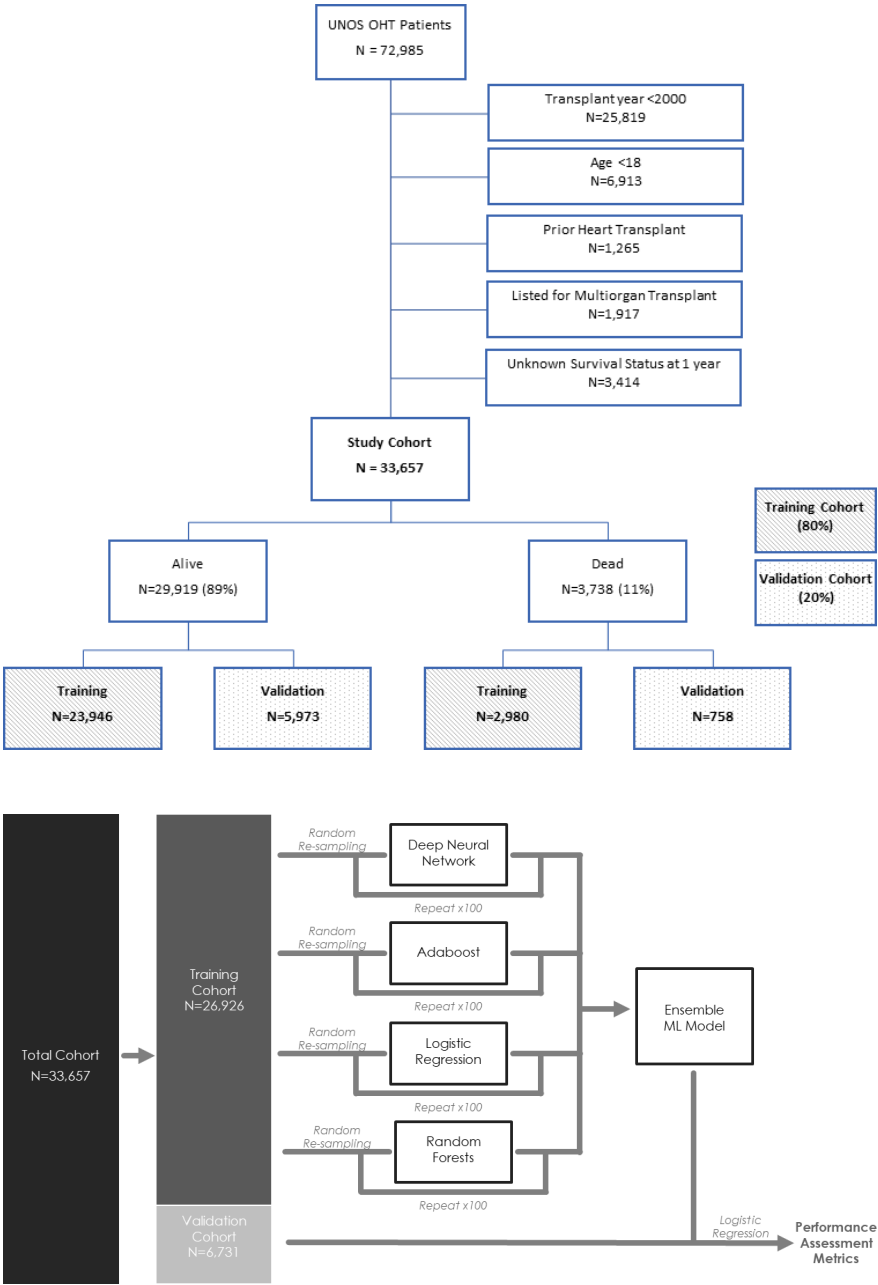 UNOS OHT Patients
N = 72,985
Transplant year <2000
N=25,819
Age <18
N=6,913
Prior Heart Transplant
N=1,265
Listed for Multiorgan Transplant
N=1,917
Unknown Survival Status at 1 year
N=3,414
Study Cohort
N = 33,657
Training Cohort
(80%)
Validation Cohort
(20%)
Alive
N=29,919 (89%)
Dead
N=3,738 (11%)
Training
N=23,946
Validation
N=5,973
Training
N=2,980
Validation
N=758
Total Cohort
N=33,657
Training
Cohort
N=26,926
Validation
Cohort
N=6,731
Random
Re-sampling
Deep Neural
Network
Repeat x100
Random
Re-sampling
Adaboost
Repeat x100
Random
Re-sampling
Logistic
Regression
Repeat x100
Random
Re-sampling
Random
Forests
Repeat x100
Ensemble
ML Model
Logistic
Regression
Performance
Assessment
Metrics